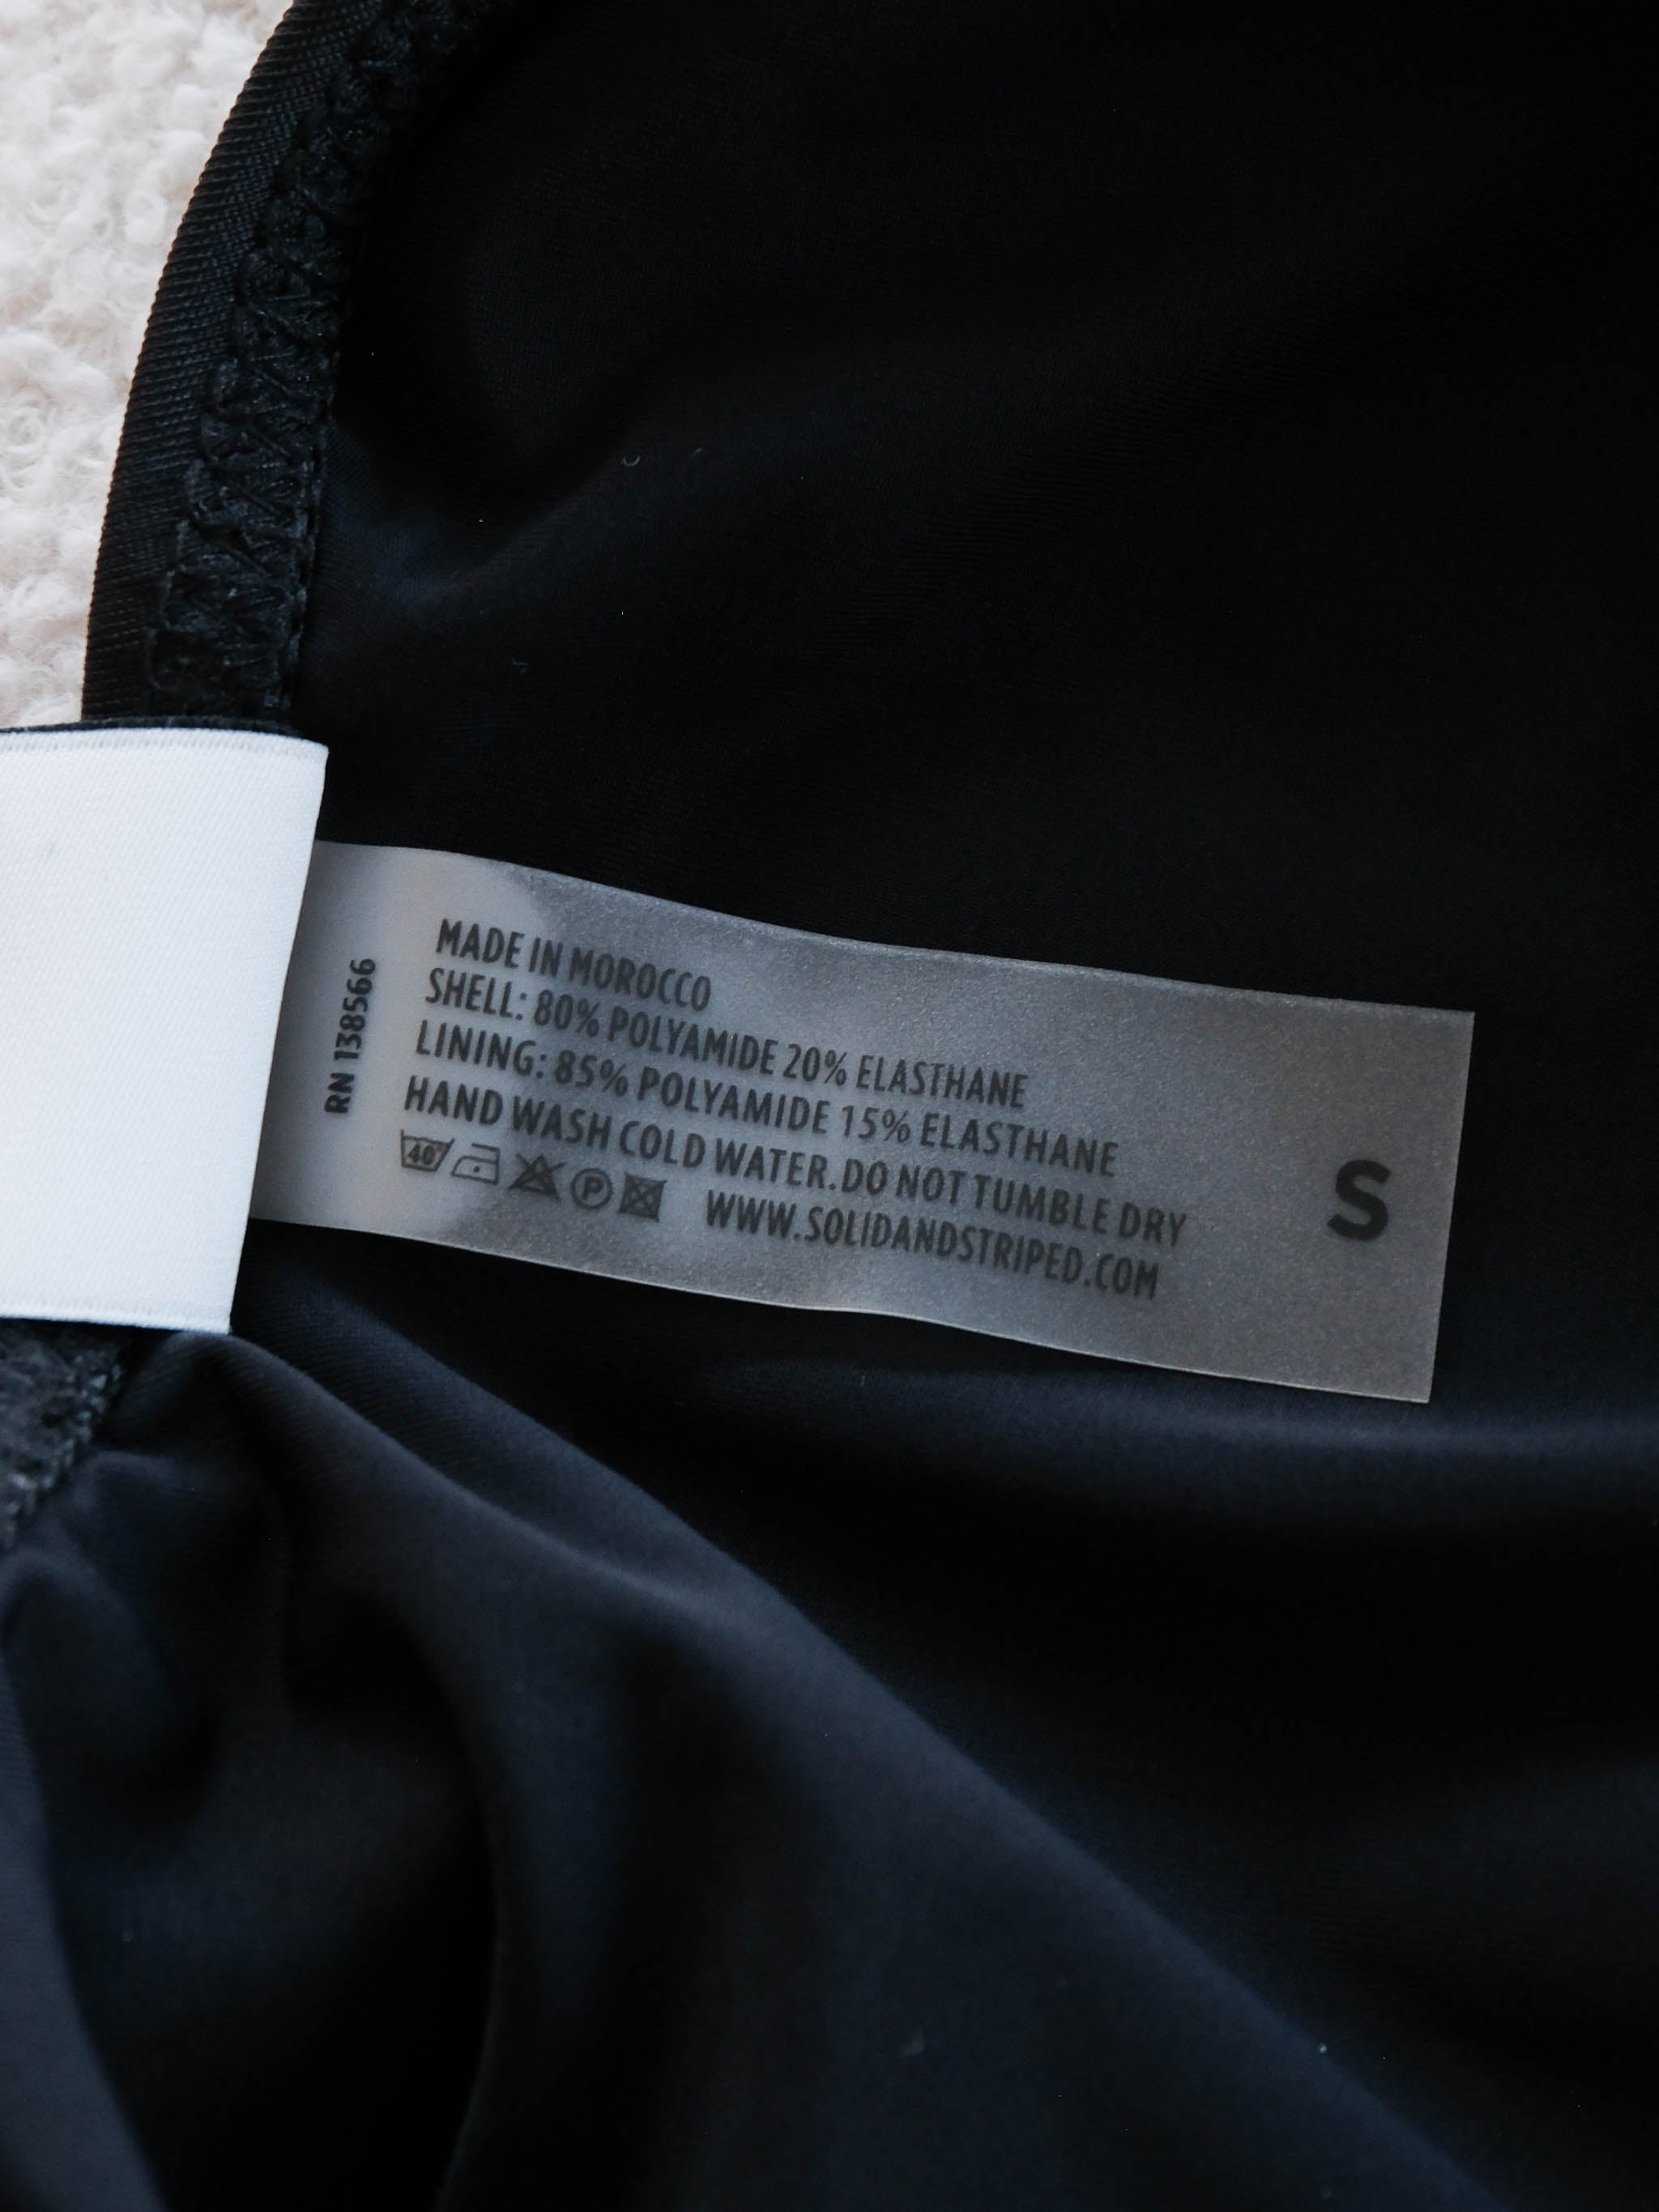 RN 138566
MADE IN MOROCCO
SHELL: 80% POLYAMIDE 20% ELASTHANE
LINING: 85% POLYAMIDE 15% ELASTHANE
HAND WASH COLD WATER.DO NOT TUMBLE DRY
40° P WWW.SOLIDANDSTRIPED.COM
S